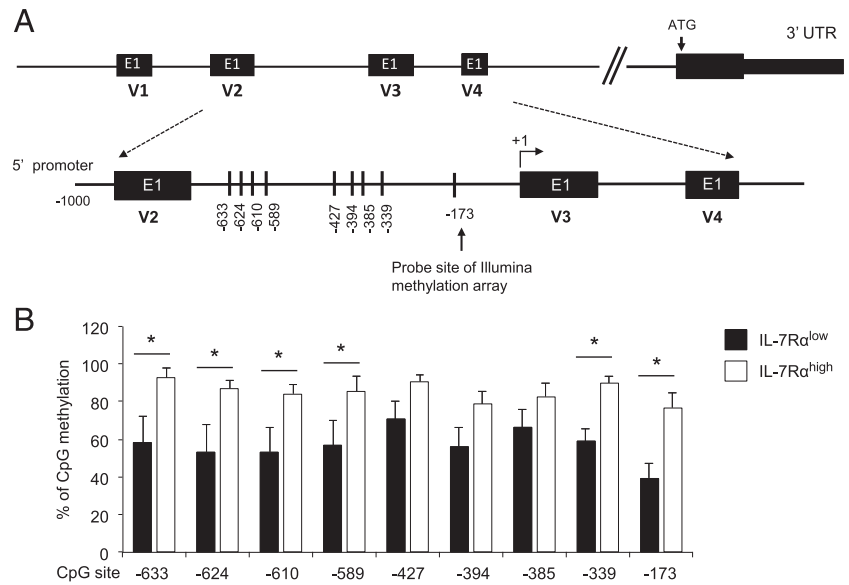 A
ATG
3' UTR
E1 E1 E1 E1
V1 V2 V3 V4
5' promoter
+1
-1000
E1 E1 E1
V2 V3 V4
-633 -624 -610 -589 -427 -394 -385 -339 -173
Probe site of Illumina
methylation array
B
% of CpG methylation
120
100
80
60
40
20
0
* * * * * *
IL-7Rα^low
IL-7Rα^high
CpG site -633 -624 -610 -589 -427 -394 -385 -339 -173